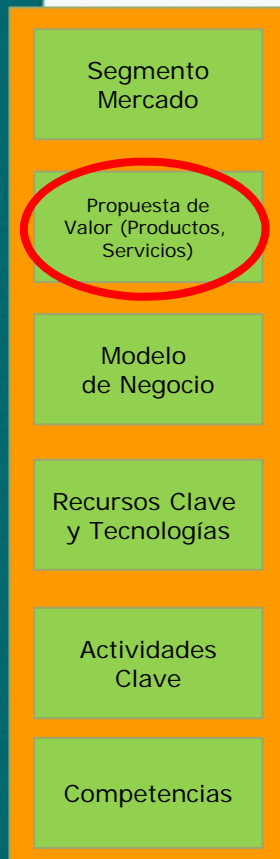 Segmento
Mercado
Propuesta de
Valor (Productos,
Servicios)
Modelo
de Negocio
Recursos Clave
y Tecnologías
Actividades
Clave
Competencias